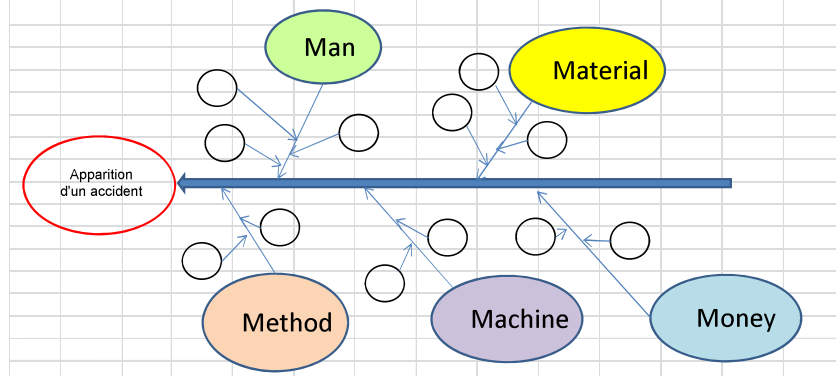 Man
Material
Apparition
d'un accident
Method
Machine
Money